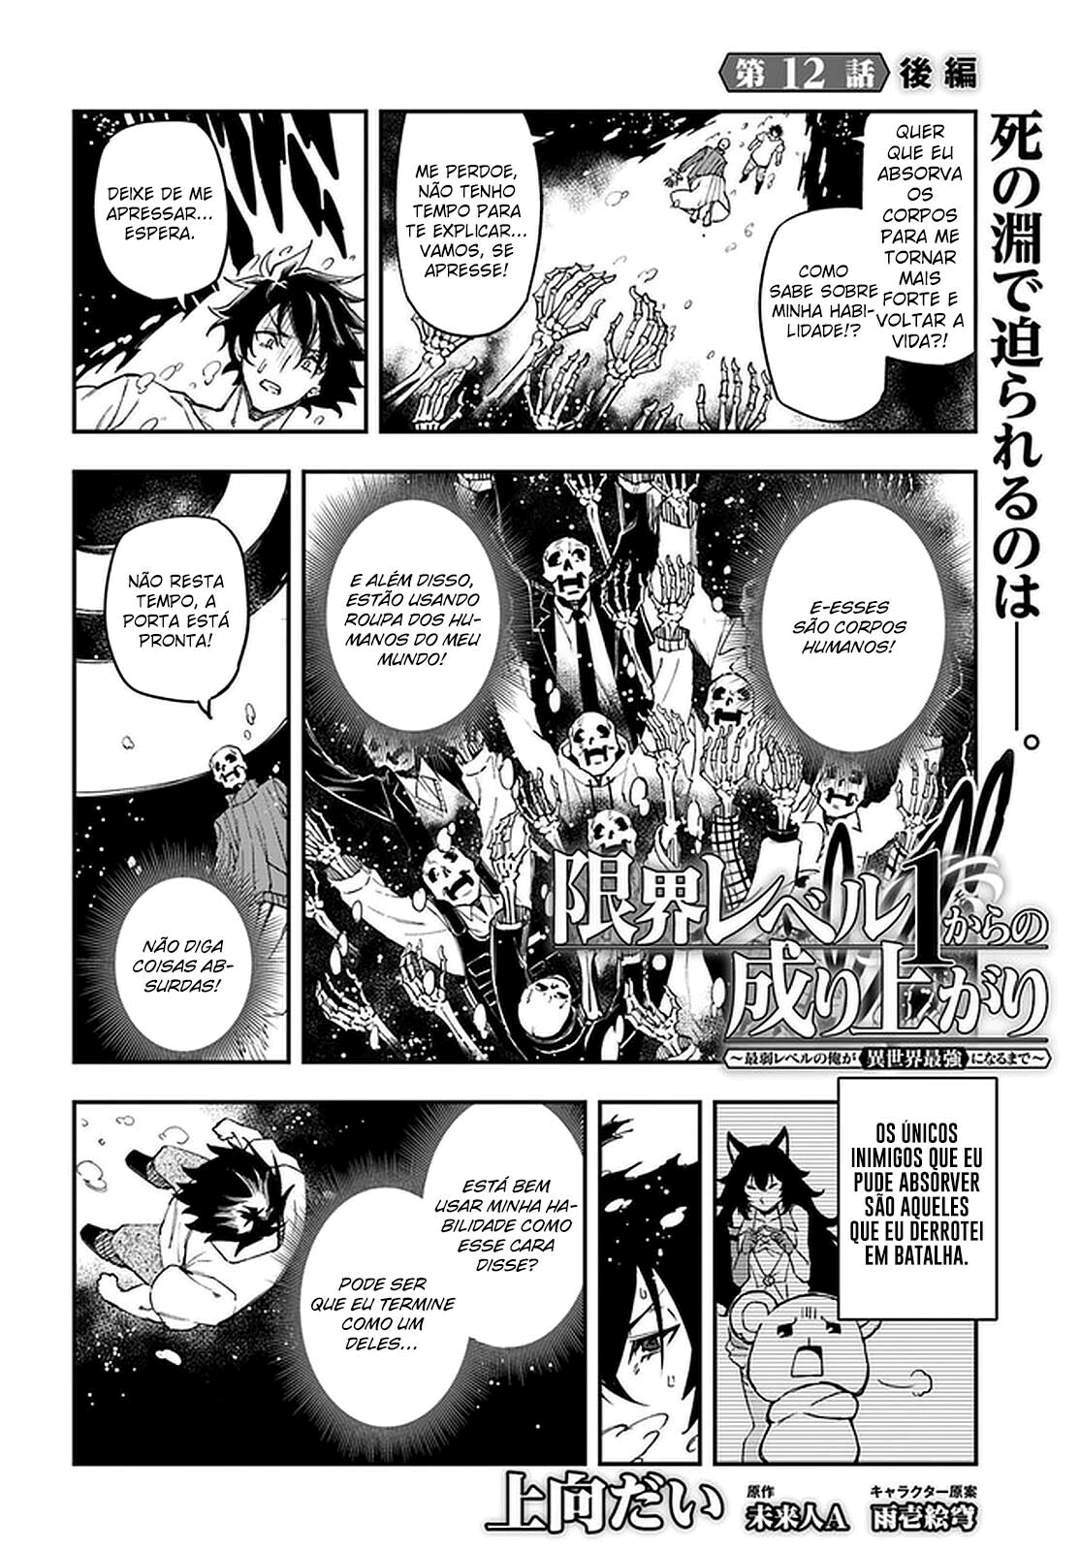 第12話 後編
死の淵で迫られるのは――。
QUER
QUE EU
ABSORVA
OS
CORPOS
PARA ME
TORNAR
MAIS
FORTE E
VOLTAR A
VIDA?!
COMO
SABE SOBRE
MINHA HABI-
LIDADE!?
ME PERDOE,
NÃO TENHO
TEMPO PARA
TE EXPLICAR...
VAMOS, SE
APRESSE!
DEIXE DE ME
APRESSAR...
ESPERA.
E-ESSES
SÃO CORPOS
HUMANOS!
E ALÉM DISSO,
ESTÃO USANDO
ROUPA DOS HU-
MANOS DO MEU
MUNDO!
NÃO RESTA
TEMPO, A
PORTA ESTÁ
PRONTA!
NÃO DIGA
COISAS AB-
SURDAS!
限界レベル1からの
成り上がり
～最弱レベルの俺が異世界最強になるまで～
OS ÚNICOS
INIMIGOS QUE EU
PUDE ABSORVER
SÃO AQUELES
QUE EU DERROTEI
EM BATALHA.
ESTÁ BEM
USAR MINHA HA-
BILIDADE COMO
ESSE CARA
DISSE?
PODE SER
QUE EU TERMINE
COMO UM
DELES...
上向だい
原作
未来人A
キャラクター原案
雨壱絵穹